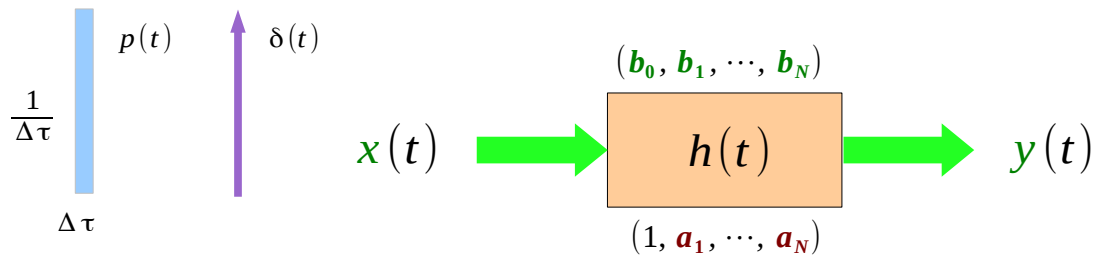 p(t)
δ(t)
1
Δτ
Δτ
(b₀, b₁, ⋯, b_N)
x(t)
h(t)
y(t)
(1, a₁, ⋯, a_N)